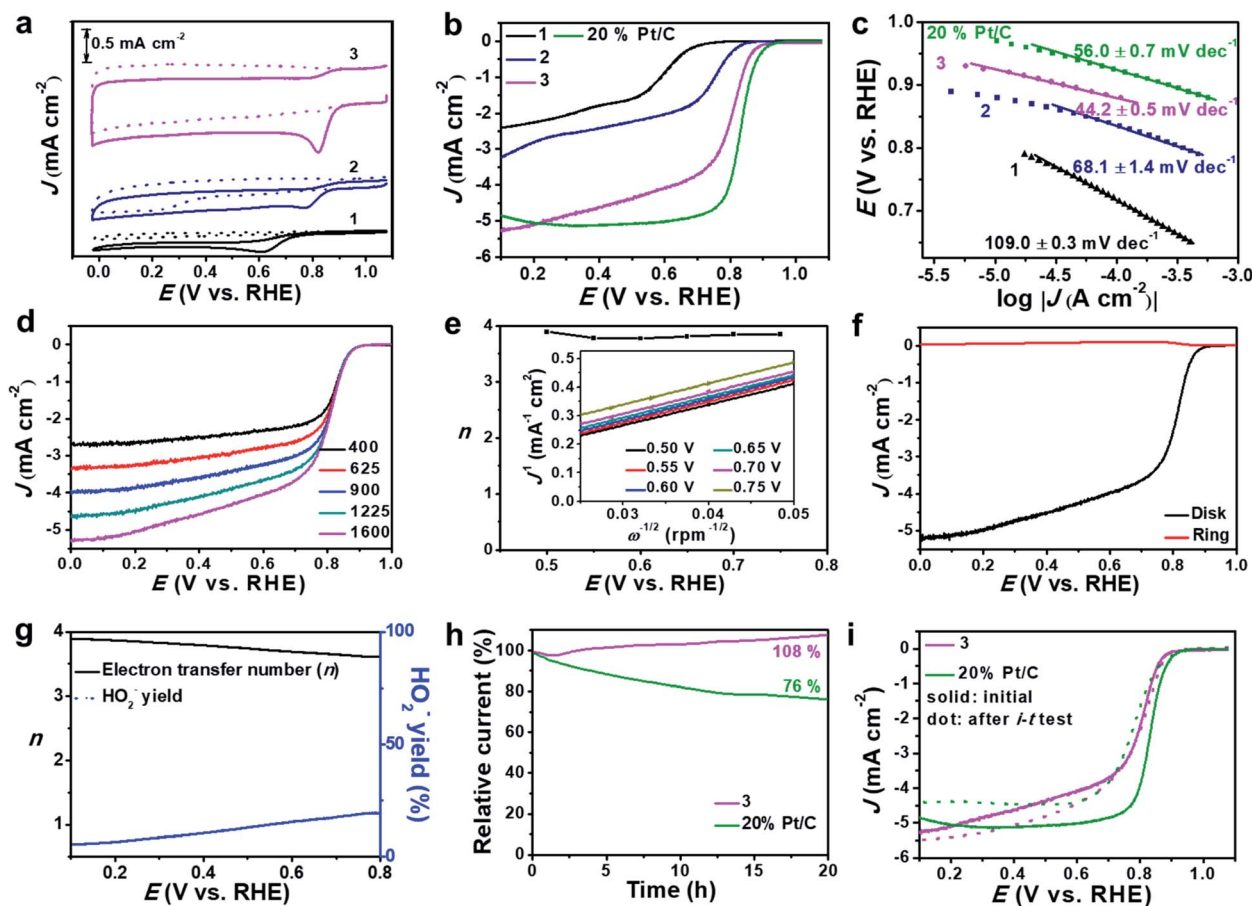 a
0.5 mA cm-2
3
2
1
J (mA cm-2)
0.0 0.2 0.4 0.6 0.8 1.0
E (V vs. RHE)
b
1 20 % Pt/C
2
3
0
-1
-2
-3
-4
-5
-6
J (mA cm-2)
0.2 0.4 0.6 0.8 1.0
E (V vs. RHE)
c
1.0
0.9
0.8
0.7
E (V vs. RHE)
20 % Pt/C
56.0 ± 0.7 mV dec-1
3
44.2 ± 0.5 mV dec-1
2
68.1 ± 1.4 mV dec-1
1
109.0 ± 0.3 mV dec-1
-5.5 -5.0 -4.5 -4.0 -3.5 -3.0
log |J (A cm-2)|
d
0
-1
-2
-3
-4
-5
J (mA cm-2)
400
625
900
1225
1600
0.0 0.2 0.4 0.6 0.8 1.0
E (V vs. RHE)
e
4
3
2
1
0
n
0.5
0.4
0.3
0.2
0.1
0.0
J-1 (mA-1 cm2)
0.50 V 0.65 V
0.55 V 0.70 V
0.60 V 0.75 V
0.03 0.04 0.05
ω-1/2 (rpm-1/2)
0.5 0.6 0.7 0.8
E (V vs. RHE)
f
0
-1
-2
-3
-4
-5
J (mA cm-2)
Disk
Ring
0.0 0.2 0.4 0.6 0.8 1.0
E (V vs. RHE)
g
4
3
2
1
n
Electron transfer number (n)
HO2- yield
100
50
0
HO2- yield (%)
0.2 0.4 0.6 0.8
E (V vs. RHE)
h
120
100
80
60
40
20
0
Relative current (%)
108 %
76 %
3
20% Pt/C
0 5 10 15 20
Time (h)
i
3
20% Pt/C
solid: initial
dot: after i-t test
0
-1
-2
-3
-4
-5
-6
J (mA cm-2)
0.2 0.4 0.6 0.8 1.0
E (V vs. RHE)